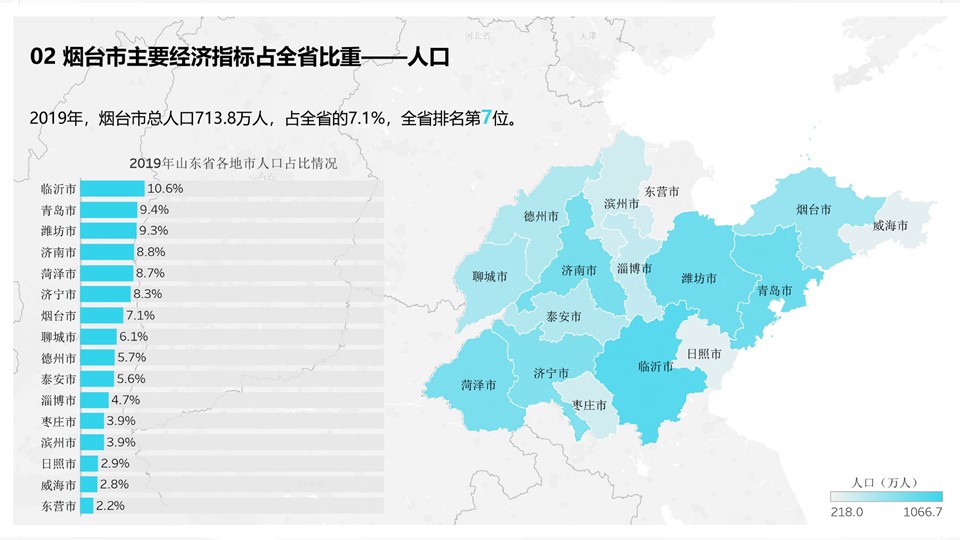 02 烟台市主要经济指标占全省比重——人口
2019年，烟台市总人口713.8万人，占全省的7.1%，全省排名第7位。
2019年山东省各地市人口占比情况
临沂市 10.6%
青岛市 9.4%
潍坊市 9.3%
济南市 8.8%
菏泽市 8.7%
济宁市 8.3%
烟台市 7.1%
聊城市 6.1%
德州市 5.7%
泰安市 5.6%
淄博市 4.7%
枣庄市 3.9%
滨州市 3.9%
日照市 2.9%
威海市 2.8%
东营市 2.2%
河北省
天津
山西省
东营市
滨州市
德州市
烟台市
威海市
聊城市
济南市
淄博市
潍坊市
青岛市
泰安市
日照市
临沂市
济宁市
菏泽市
枣庄市
人口（万人）
218.0 1066.7